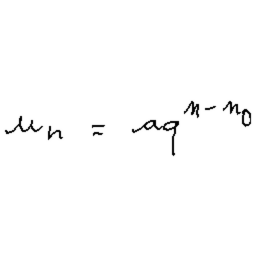 u_n = aq^{n-n_0}